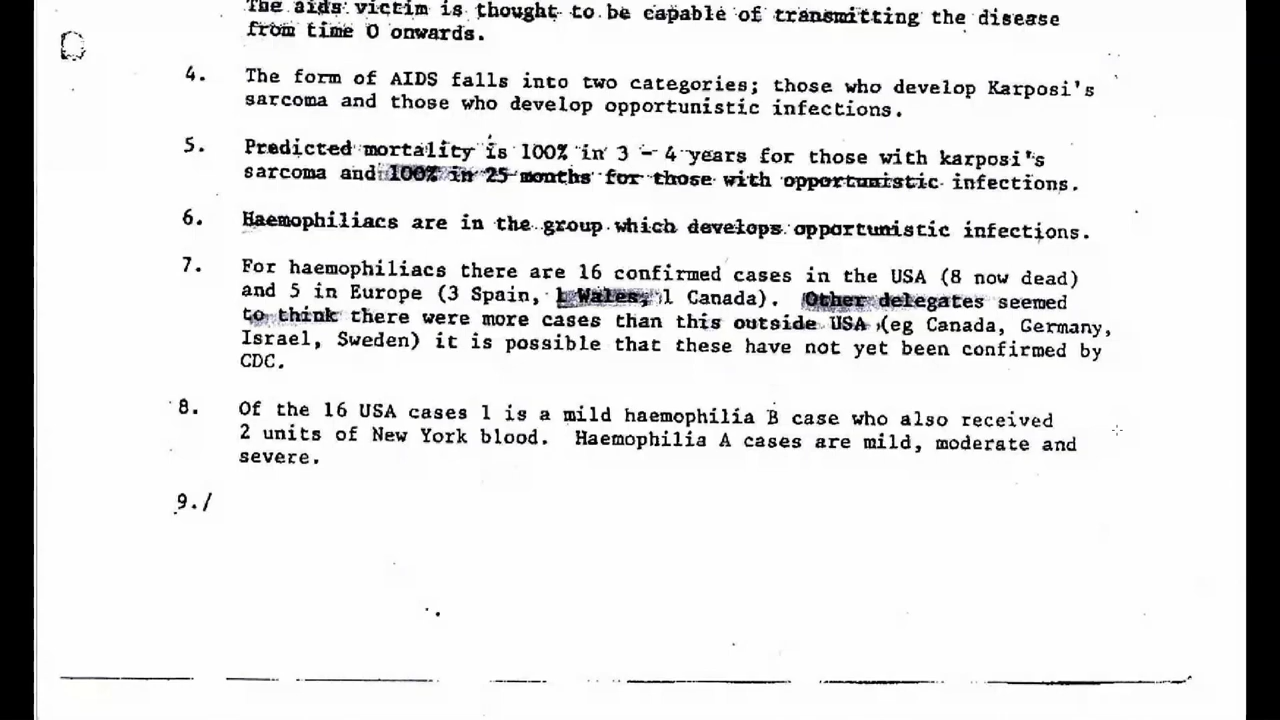 The aids victim is thought to be capable of transmitting the disease
from time 0 onwards.
4. The form of AIDS falls into two categories; those who develop Karposi's
sarcoma and those who develop opportunistic infections.
5. Predicted mortality is 100% in 3 - 4 years for those with karposi's
sarcoma and 100% in 25 months for those with opportunistic infections.
6. Haemophiliacs are in the group which develops opportunistic infections.
7. For haemophiliacs there are 16 confirmed cases in the USA (8 now dead)
and 5 in Europe (3 Spain, 1 Wales, 1 Canada). Other delegates seemed
to think there were more cases than this outside USA (eg Canada, Germany,
Israel, Sweden) it is possible that these have not yet been confirmed by
CDC.
8. Of the 16 USA cases 1 is a mild haemophilia B case who also received
2 units of New York blood. Haemophilia A cases are mild, moderate and
severe.
9./